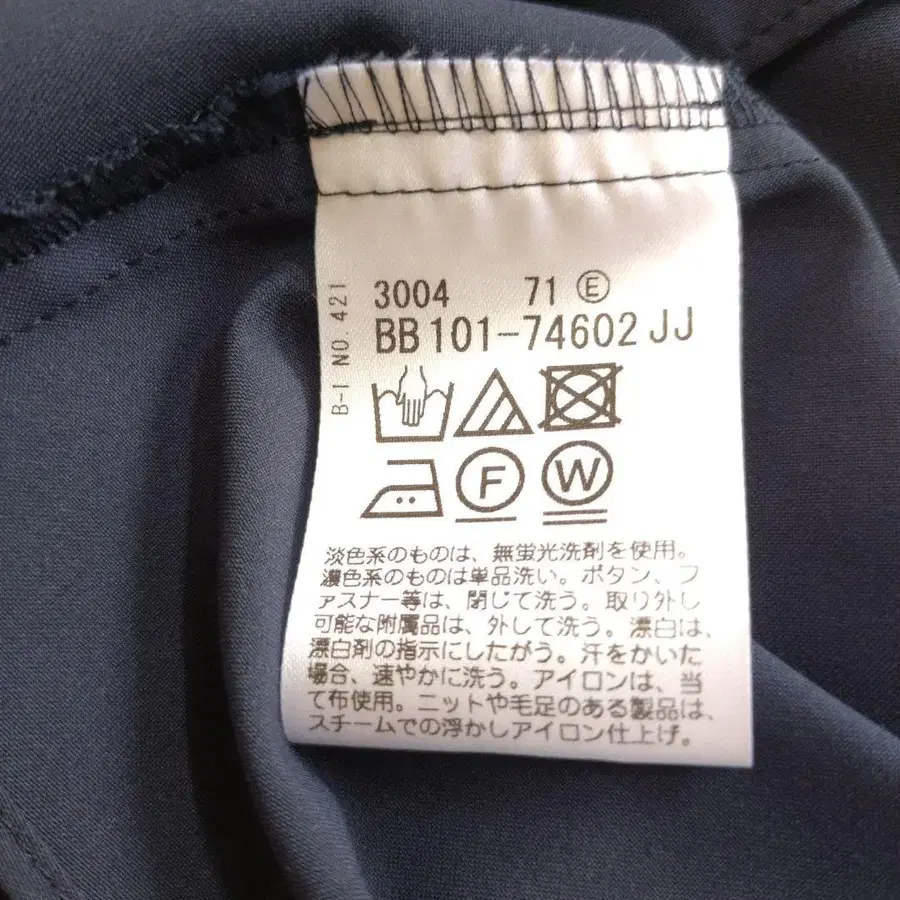 3004 71 Ⓔ
BB101-74602 JJ
B-I NO. 421
F W
淡色系のものは、無蛍光洗剤を使用。
濃色系のものは単品洗い。ボタン、フ
ァスナー等は、閉じて洗う。取り外し
可能な附属品は、外して洗う。漂白は、
漂白剤の指示にしたがう。汗をかいた
場合、速やかに洗う。アイロンは、当
て布使用。ニットや毛足のある製品は、
スチームでの浮かしアイロン仕上げ。